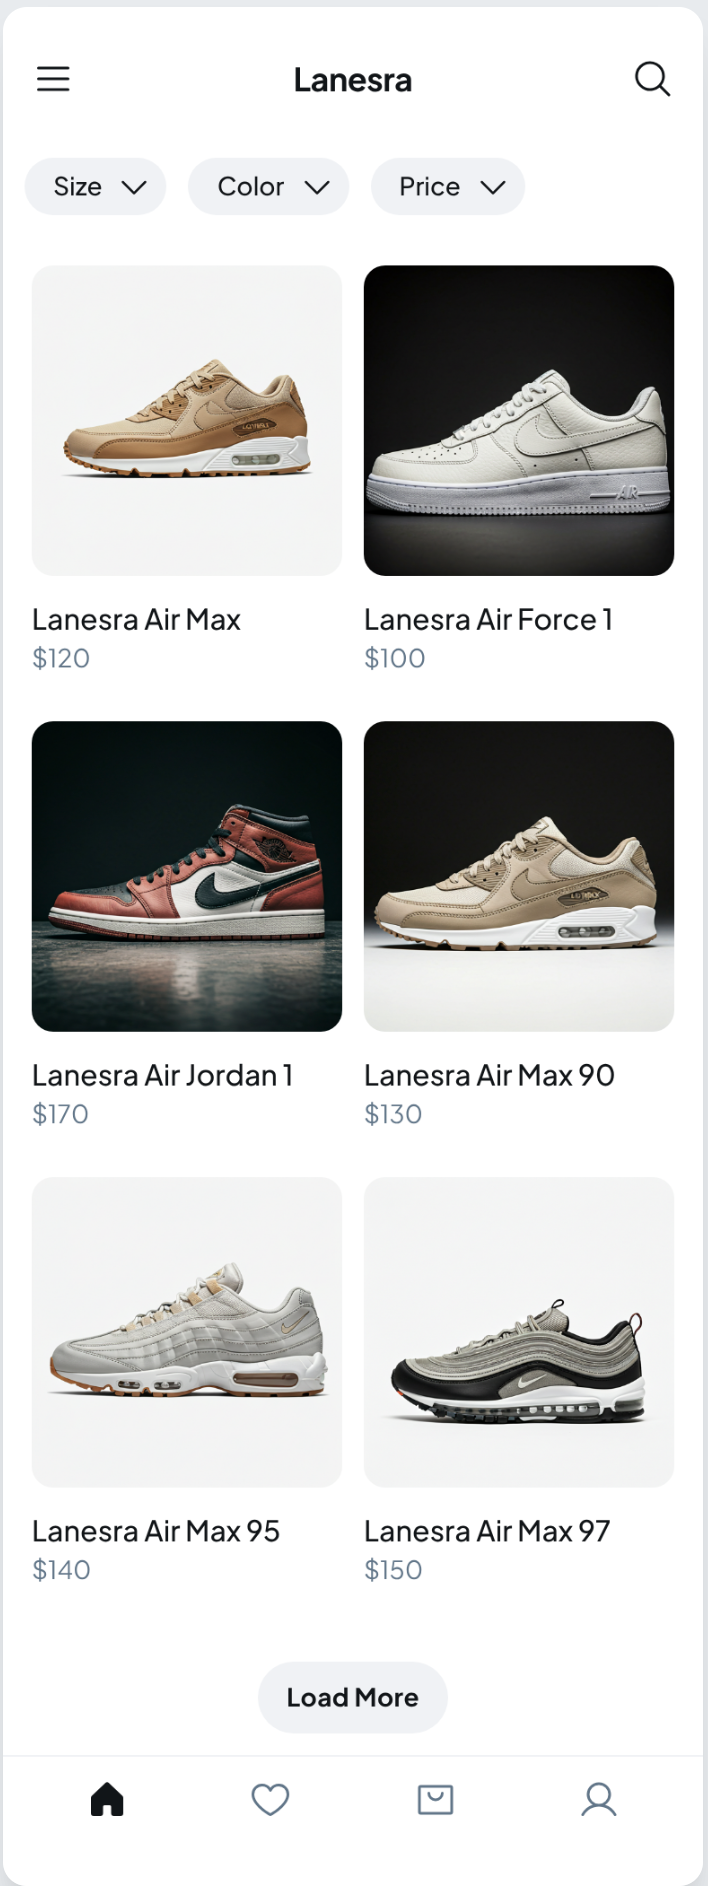 Lanesra
Size
Color
Price
AIR
Lanesra Air Max
$120
Lanesra Air Force 1
$100
Lanesra Air Jordan 1
$170
Lanesra Air Max 90
$130
Lanesra Air Max 95
$140
Lanesra Air Max 97
$150
Load More